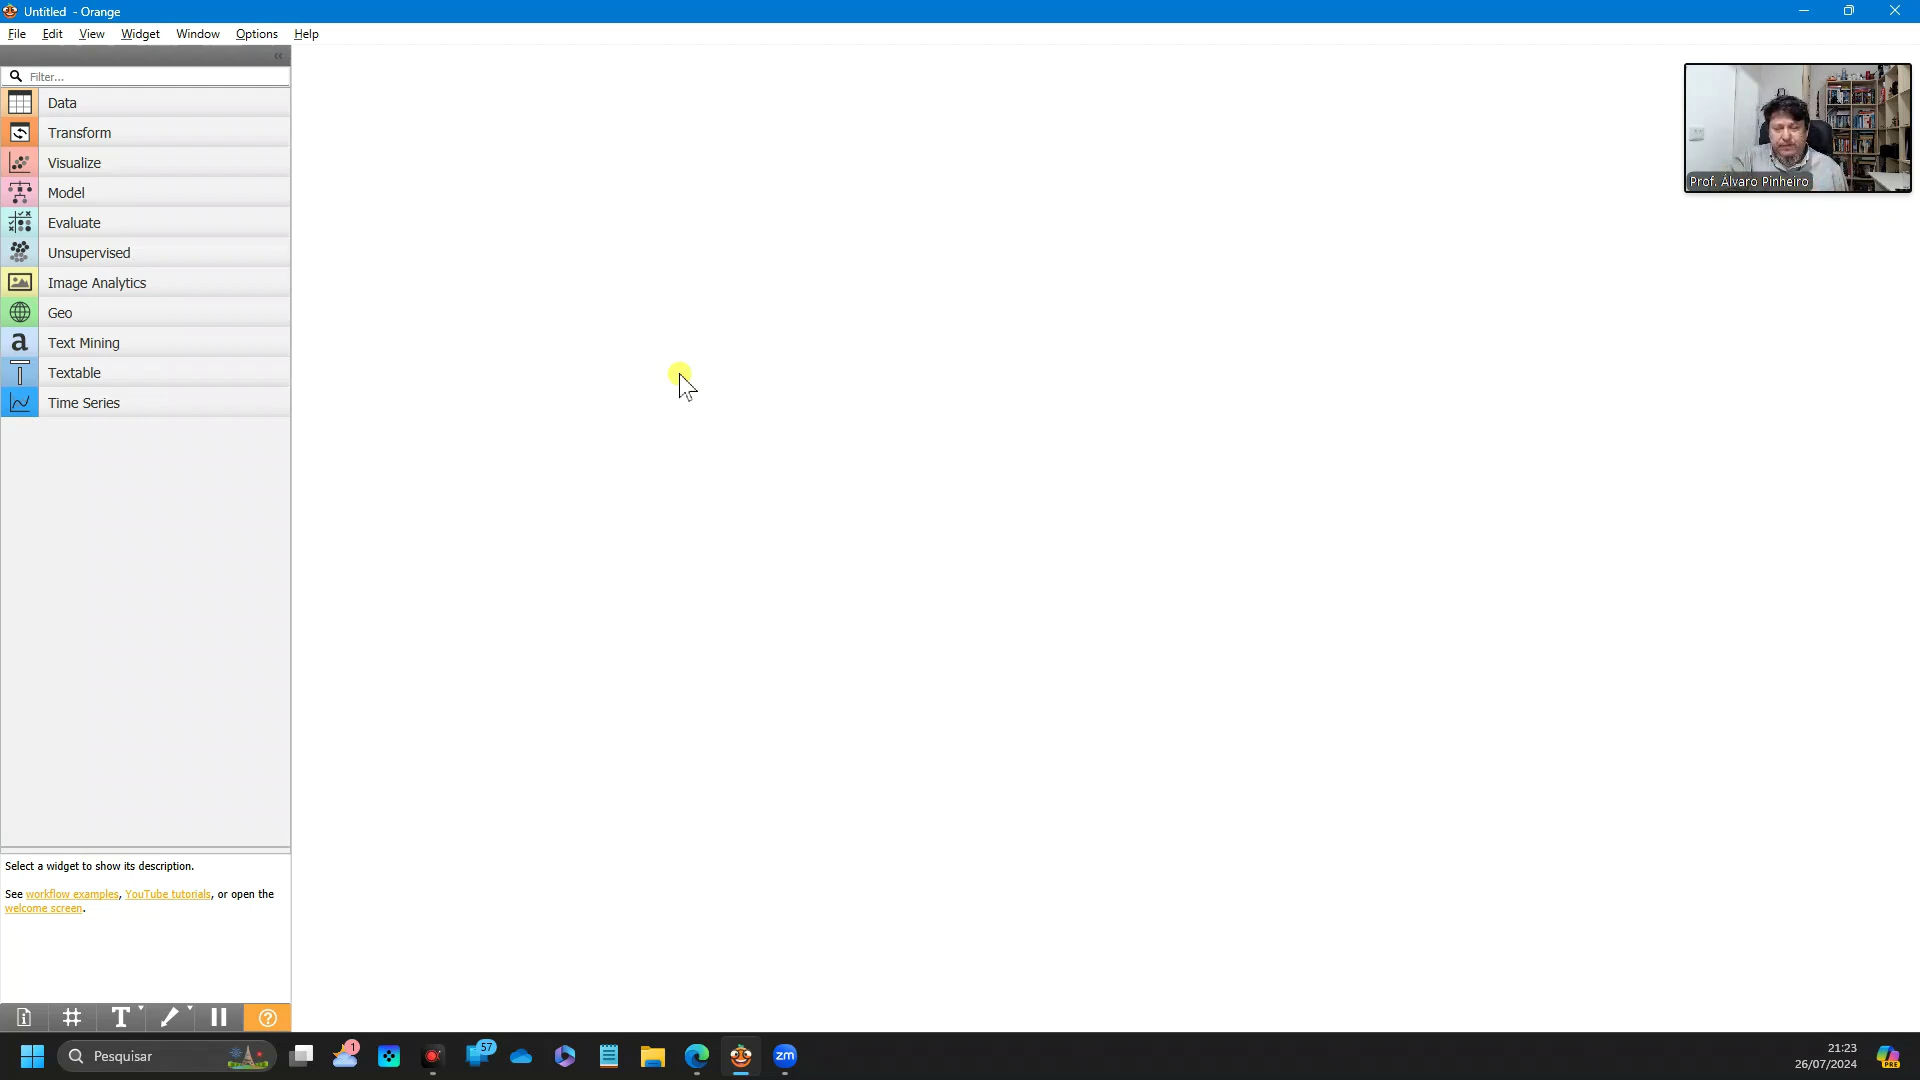 Untitled - Orange
File Edit View Widget Window Options Help
Filter...
Data
Transform
Visualize
Model
Evaluate
Unsupervised
Image Analytics
Geo
a Text Mining
Textable
Time Series
Prof. Álvaro Pinheiro
Select a widget to show its description.
See workflow examples, YouTube tutorials, or open the
welcome screen.
T
Pesquisar
1
57
zm
21:23
26/07/2024
PRE